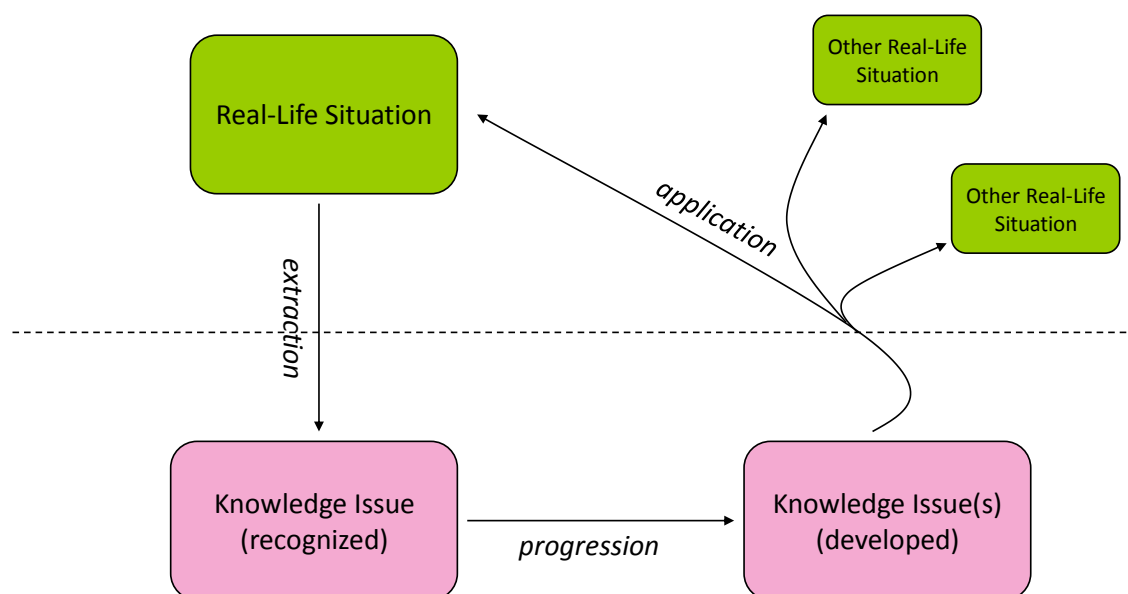 Real-Life Situation
Other Real-Life
Situation
Other Real-Life
Situation
application
extraction
Knowledge Issue
(recognized)
progression
Knowledge Issue(s)
(developed)